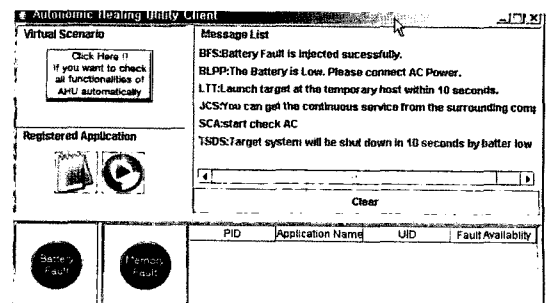 Autonomic Healing Utility Client
Virtual Scenario
Click Here !!
If you want to check
all functionalities of
AHU automatically
Registered Application
Message List
BFS:Battery Fault is injected sucessfully.
BLPP:The Battery is Low. Please connect AC Power.
LTT:Launch target at the temporary host within 10 seconds.
JCS:You can get the continuous service from the surrounding comp
SCA:start check AC
TSDS:Target system will be shut down in 10 seconds by batter low
Clear
Battery
Fault
Memory
Fault
PID Application Name UID Fault Availablity